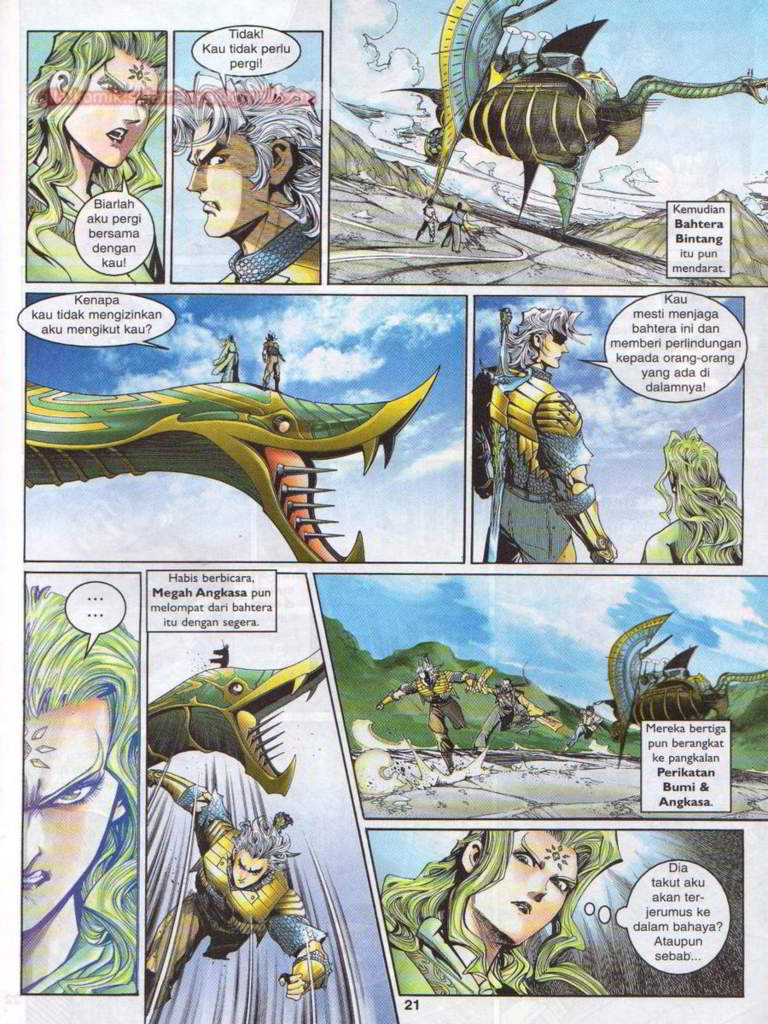 Biarlah
aku pergi
bersama
dengan
kau!
Tidak!
Kau tidak perlu
pergi!
Kemudian
Bahtera
Bintang
itu pun
mendarat.
Kenapa
kau tidak mengizinkan
aku mengikut kau?
Kau
mesti menjaga
bahtera ini dan
memberi perlindungan
kepada orang-orang
yang ada di
dalamnya!
...
...
Habis berbicara,
Megah Angkasa pun
melompat dari bahtera
itu dengan segera.
Mereka bertiga
pun berangkat
ke pangkalan
Perikatan
Bumi &
Angkasa.
Dia
takut aku
akan ter-
jerumus ke
dalam bahaya?
Ataupun
sebab...
21